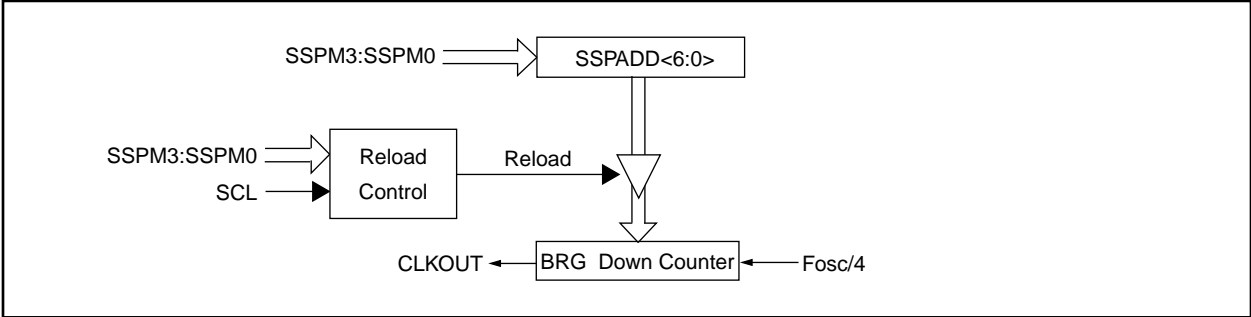 SSPM3:SSPM0
SSPADD<6:0>
SSPM3:SSPM0
SCL
Reload
Control
Reload
CLKOUT
BRG Down Counter
Fosc/4